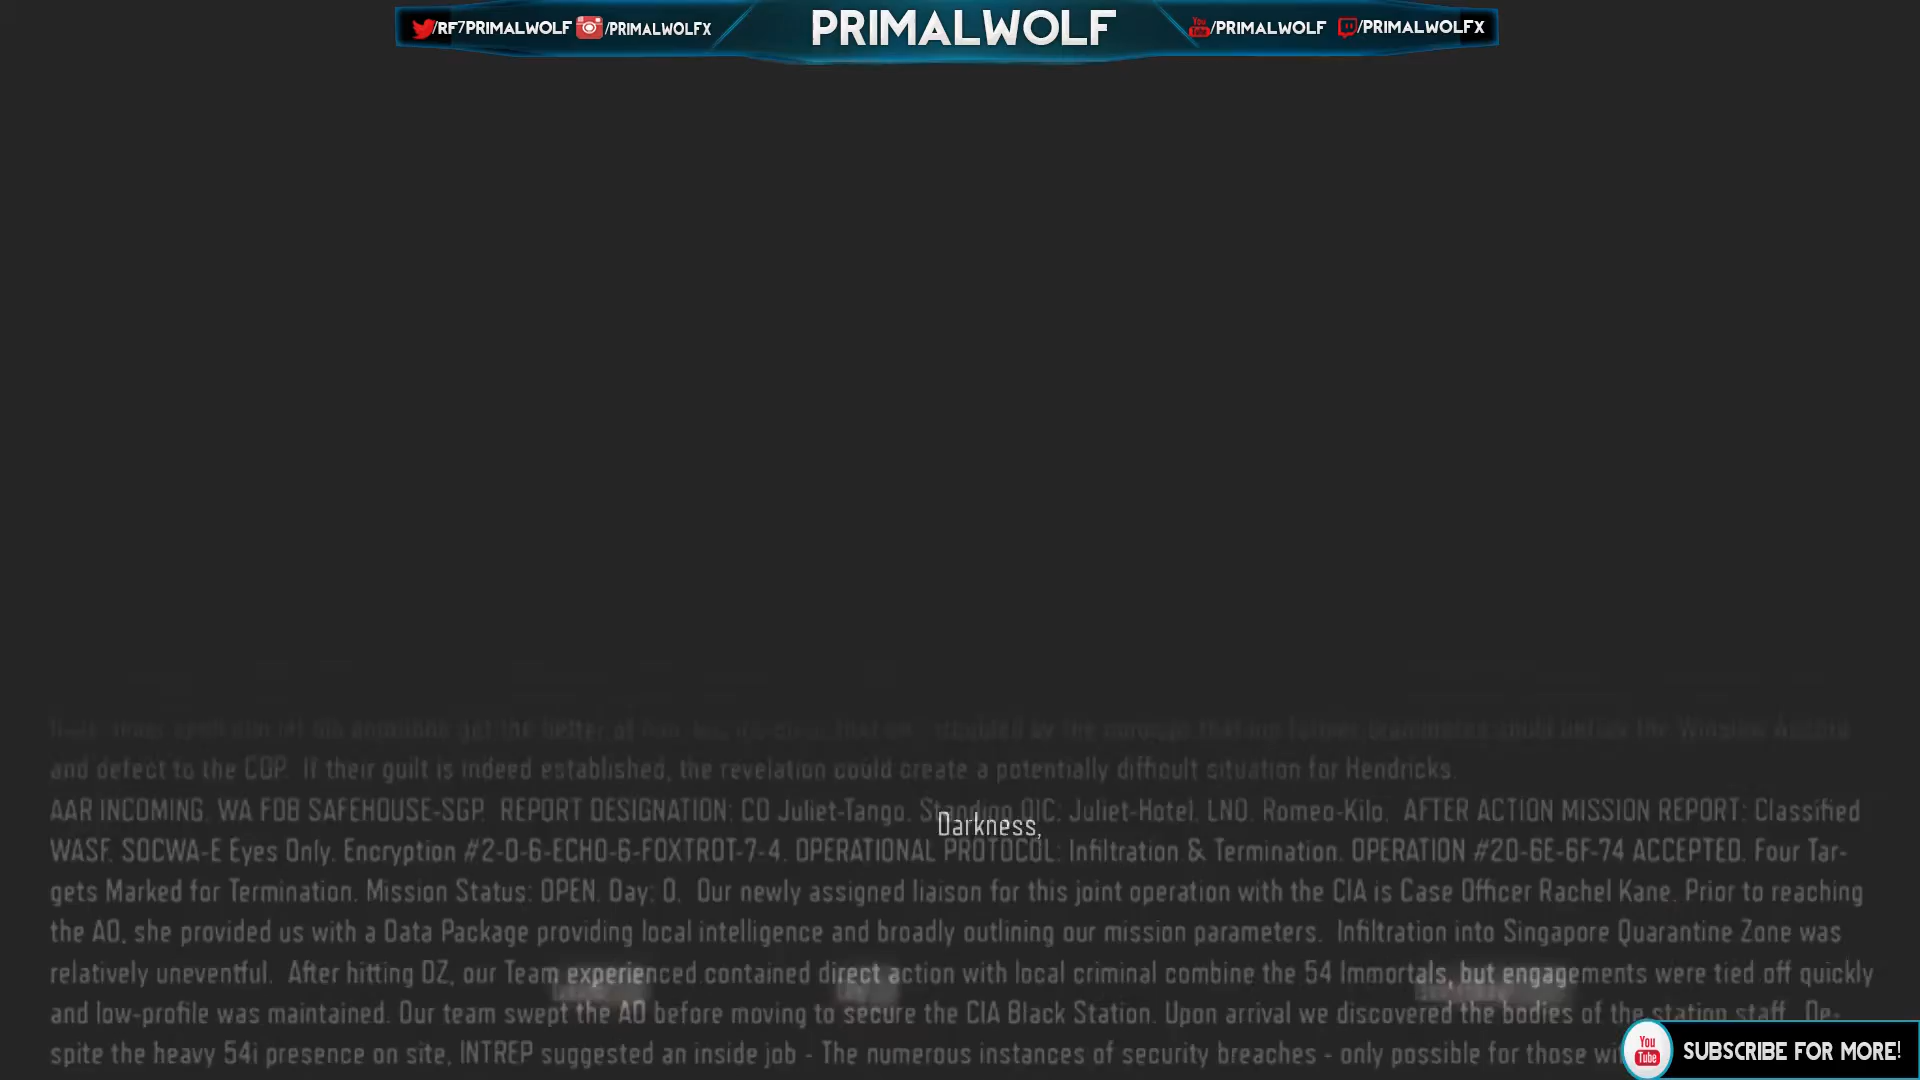 /RF7PRIMALWOLF /PRIMALWOLFX PRIMALWOLF You Tube /PRIMALWOLF /PRIMALWOLFX
get the better of
and defect to the CDP. If their guilt is indeed established, the revelation could create a potentially difficult situation for Hendricks.
AAR INCOMING. WA FOB SAFEHOUSE-SGP. REPORT DESIGNATION: CO Juliet-Tango. Standing OIC: Juliet-Hotel. LNO. Romeo-Kilo. AFTER ACTION MISSION REPORT: Classified
Darkness,
WASF. SOCWA-E Eyes Only. Encryption #2-0-6-ECHO-6-FOXTROT-7-4. OPERATIONAL PROTOCOL: Infiltration & Termination. OPERATION #20-6E-6F-74 ACCEPTED. Four Tar-
gets Marked for Termination. Mission Status: OPEN. Day: 0. Our newly assigned liaison for this joint operation with the CIA is Case Officer Rachel Kane. Prior to reaching
the AO, she provided us with a Data Package providing local intelligence and broadly outlining our mission parameters. Infiltration into Singapore Quarantine Zone was
relatively uneventful. After hitting DZ, our Team experienced contained direct action with local criminal combine the 54 Immortals, but engagements were tied off quickly
and low-profile was maintained. Our team swept the AO before moving to secure the CIA Black Station. Upon arrival we discovered the bodies of the station staff. De-
spite the heavy 54i presence on site, INTREP suggested an inside job - The numerous instances of security breaches - only possible for those
You Tube SUBSCRIBE FOR MORE!